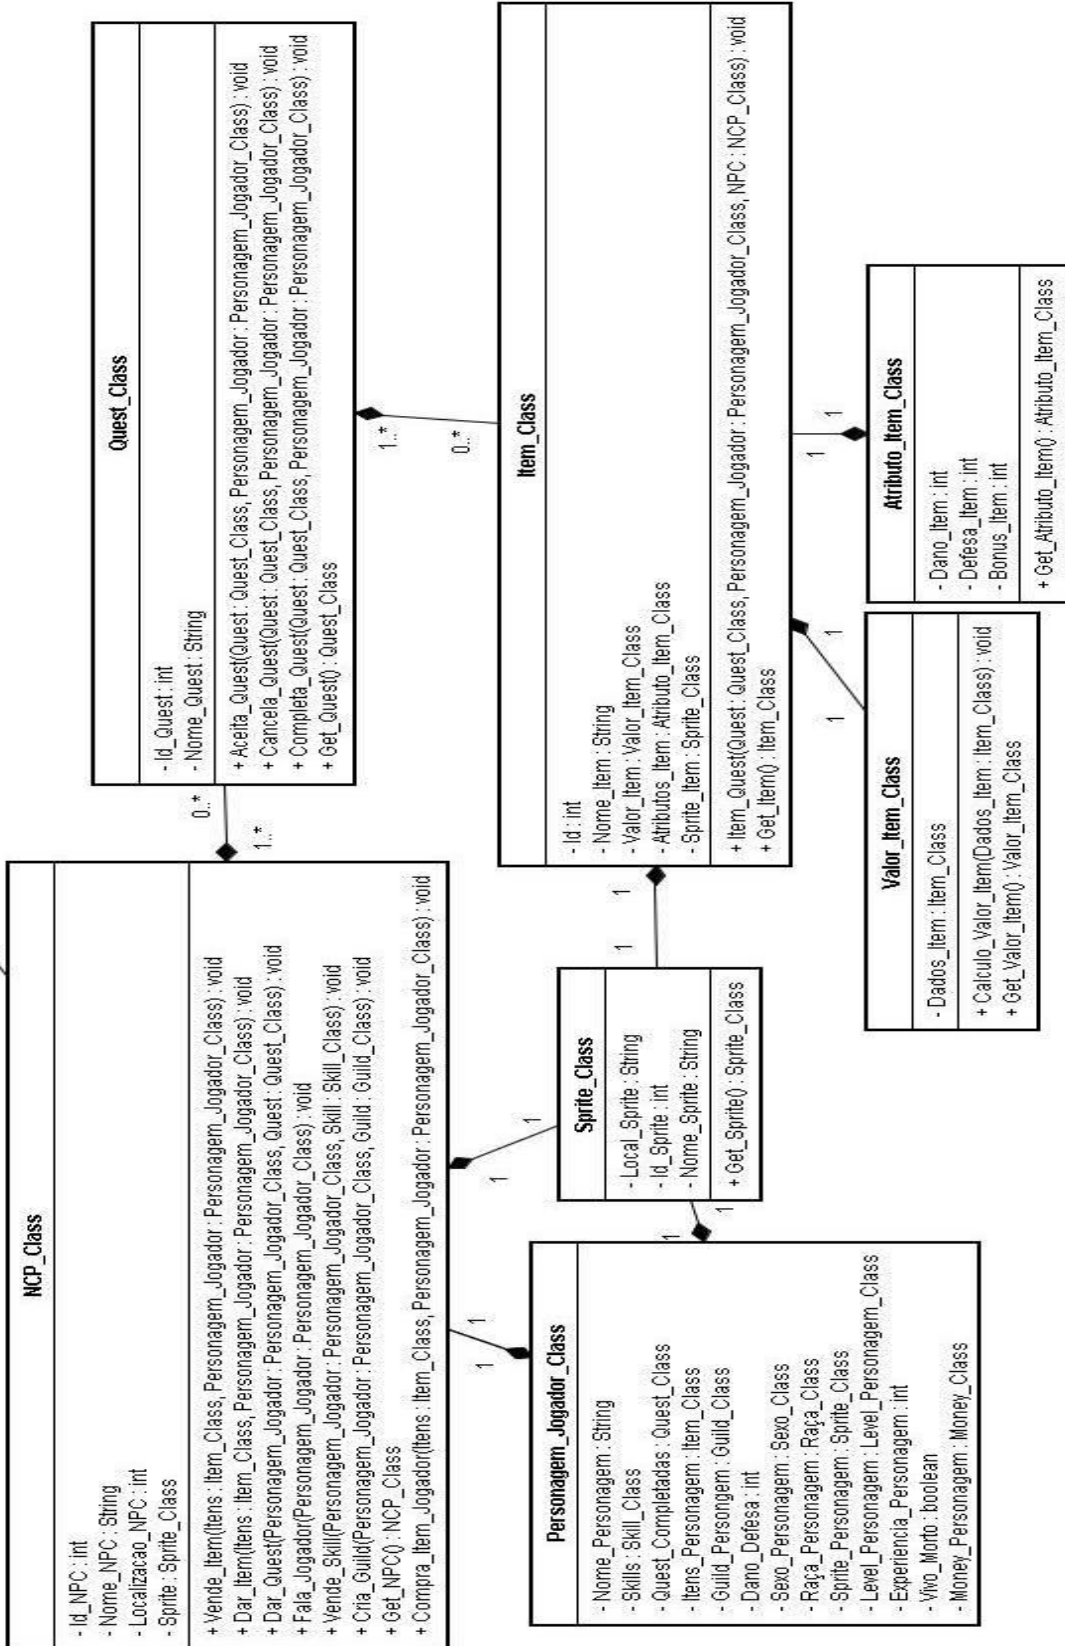 NCP_Class
- Id_NPC : int
- Nome_NPC : String
- Localizacao_NPC : int
- Sprite : Sprite_Class
+ Vende_Item(Itens : Item_Class, Personagem_Jogador : Personagem_Jogador_Class) : void
+ Dar_Item(Itens : Item_Class, Personagem_Jogador : Personagem_Jogador_Class) : void
+ Dar_Quest(Personagem_Jogador : Personagem_Jogador_Class, Quest : Quest_Class) : void
+ Fala_Jogador(Personagem_Jogador : Personagem_Jogador_Class) : void
+ Vende_Skill(Personagem_Jogador : Personagem_Jogador_Class, Skill : Skill_Class) : void
+ Cria_Guild(Personagem_Jogador : Personagem_Jogador_Class, Guild : Guild_Class) : void
+ Get_NPC() : NCP_Class
+ Compra_Item_Jogador(Itens : Item_Class, Personagem_Jogador : Personagem_Jogador_Class) : void
0..*
1..*
Quest_Class
- Id_Quest : int
- Nome_Quest : String
+ Aceita_Quest(Quest : Quest_Class, Personagem_Jogador : Personagem_Jogador_Class) : void
+ Cancela_Quest(Quest : Quest_Class, Personagem_Jogador : Personagem_Jogador_Class) : void
+ Completa_Quest(Quest : Quest_Class, Personagem_Jogador : Personagem_Jogador_Class) : void
+ Get_Quest() : Quest_Class
1..*
0..*
1
1
1
1
Personagem_Jogador_Class
- Nome_Personagem : String
- Skills : Skill_Class
- Quest_Completadas : Quest_Class
- Itens_Personagem : Item_Class
- Guild_Persongem : Guild_Class
- Dano_Defesa : int
- Sexo_Personagem : Sexo_Class
- Raça_Personagem : Raça_Class
- Sprite_Personagem : Sprite_Class
- Level_Personagem : Level_Personagem_Class
- Experiencia_Personagem : int
- Vivo_Morto : boolean
- Money_Personagem : Money_Class
1
1
Sprite_Class
- Local_Sprite : String
- Id_Sprite : int
- Nome_Sprite : String
+ Get_Sprite() : Sprite_Class
1
1
Item_Class
- Id : int
- Nome_Item : String
- Valor_Item : Valor_Item_Class
- Atributos_Item : Atributo_Item_Class
- Sprite_Item : Sprite_Class
+ Item_Quest(Quest : Quest_Class, Personagem_Jogador : Personagem_Jogador_Class, NPC : NCP_Class) : void
+ Get_Item() : Item_Class
1
1
1
1
Valor_Item_Class
- Dados_Item : Item_Class
+ Calculo_Valor_Item(Dados_Item : Item_Class) : void
+ Get_Valor_Item() : Valor_Item_Class
Atributo_Item_Class
- Dano_Item : int
- Defesa_Item : int
- Bonus_Item : int
+ Get_Atributo_Item() : Atributo_Item_Class